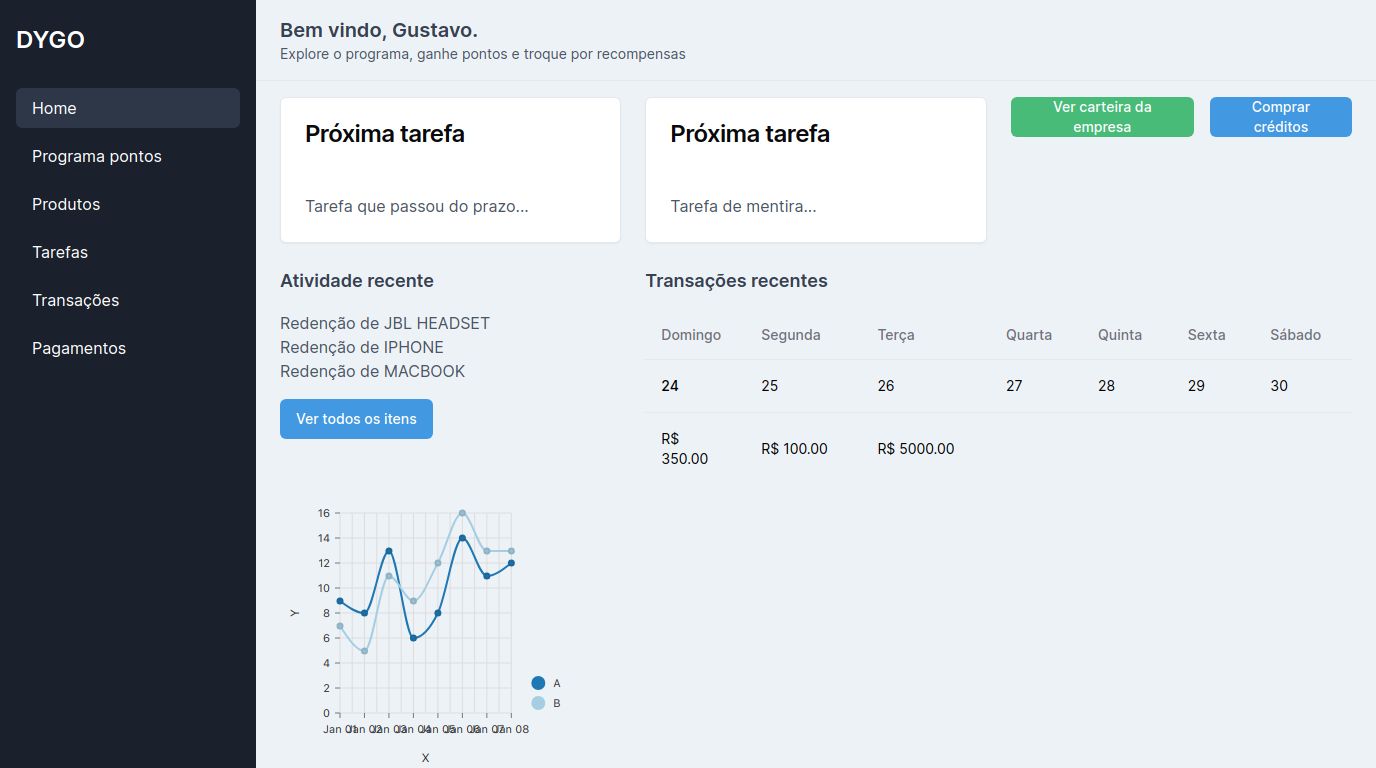 DYGO
Home
Programa pontos
Produtos
Tarefas
Transações
Pagamentos
Bem vindo, Gustavo.
Explore o programa, ganhe pontos e troque por recompensas
Próxima tarefa
Tarefa que passou do prazo...
Próxima tarefa
Tarefa de mentira...
Ver carteira da
empresa
Comprar
créditos
Atividade recente
Redenção de JBL HEADSET
Redenção de IPHONE
Redenção de MACBOOK
Ver todos os itens
Transações recentes
Domingo Segunda Terça Quarta Quinta Sexta Sábado
24 25 26 27 28 29 30
R$
350.00 R$ 100.00 R$ 5000.00
16
14
12
10
8
6
4
2
0
Y
Jan 01 Jan 02 Jan 03 Jan 04 Jan 05 Jan 06 Jan 07 Jan 08
X
A
B